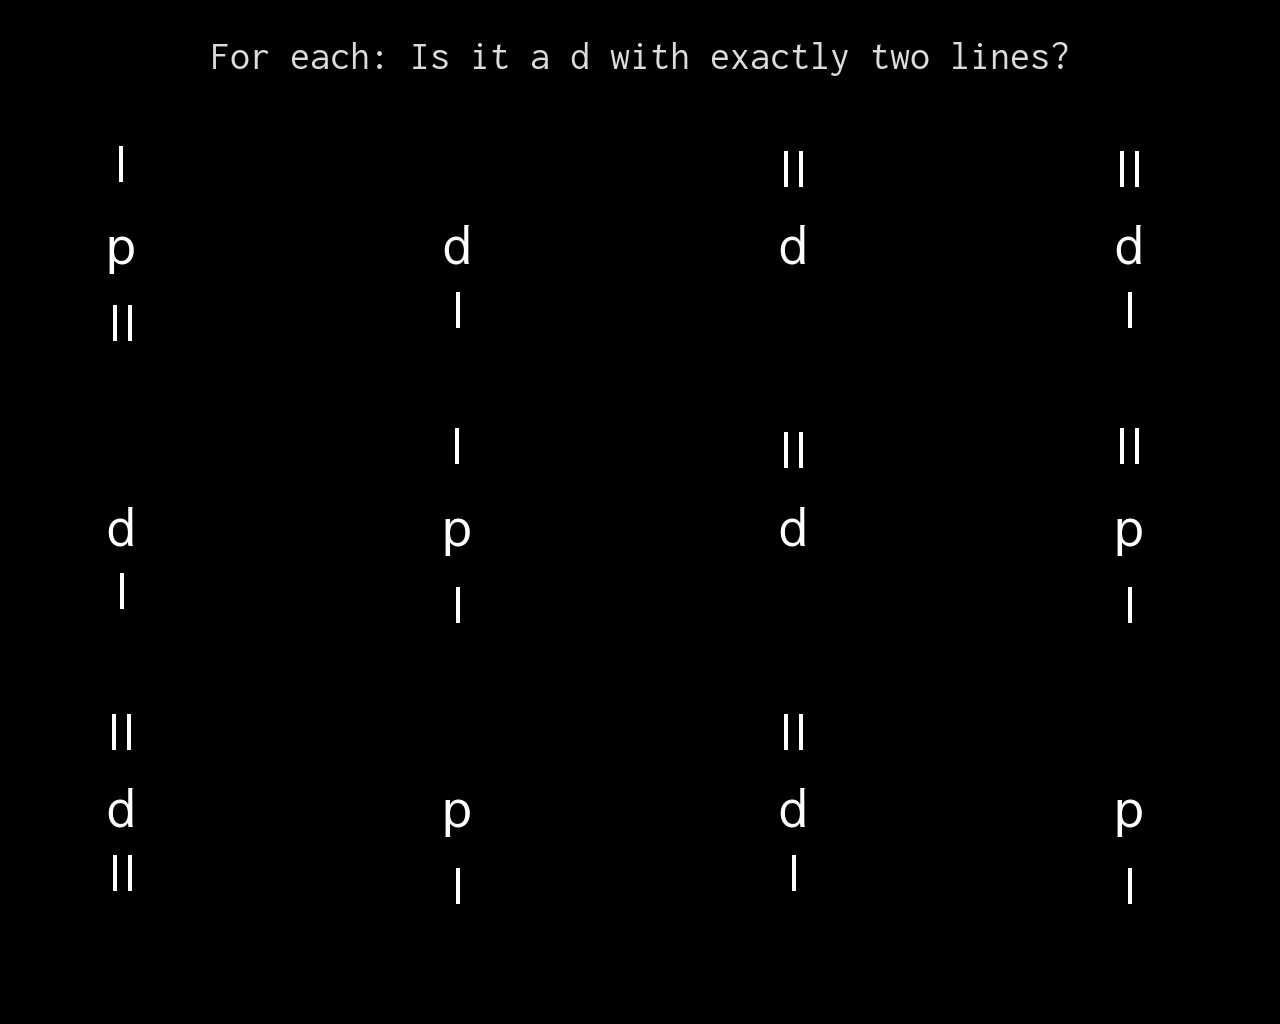 For each: Is it a d with exactly two lines?
| || ||
p d d d
|| | |
| || ||
d p d p
| | |
|| ||
d p d p
|| | | |